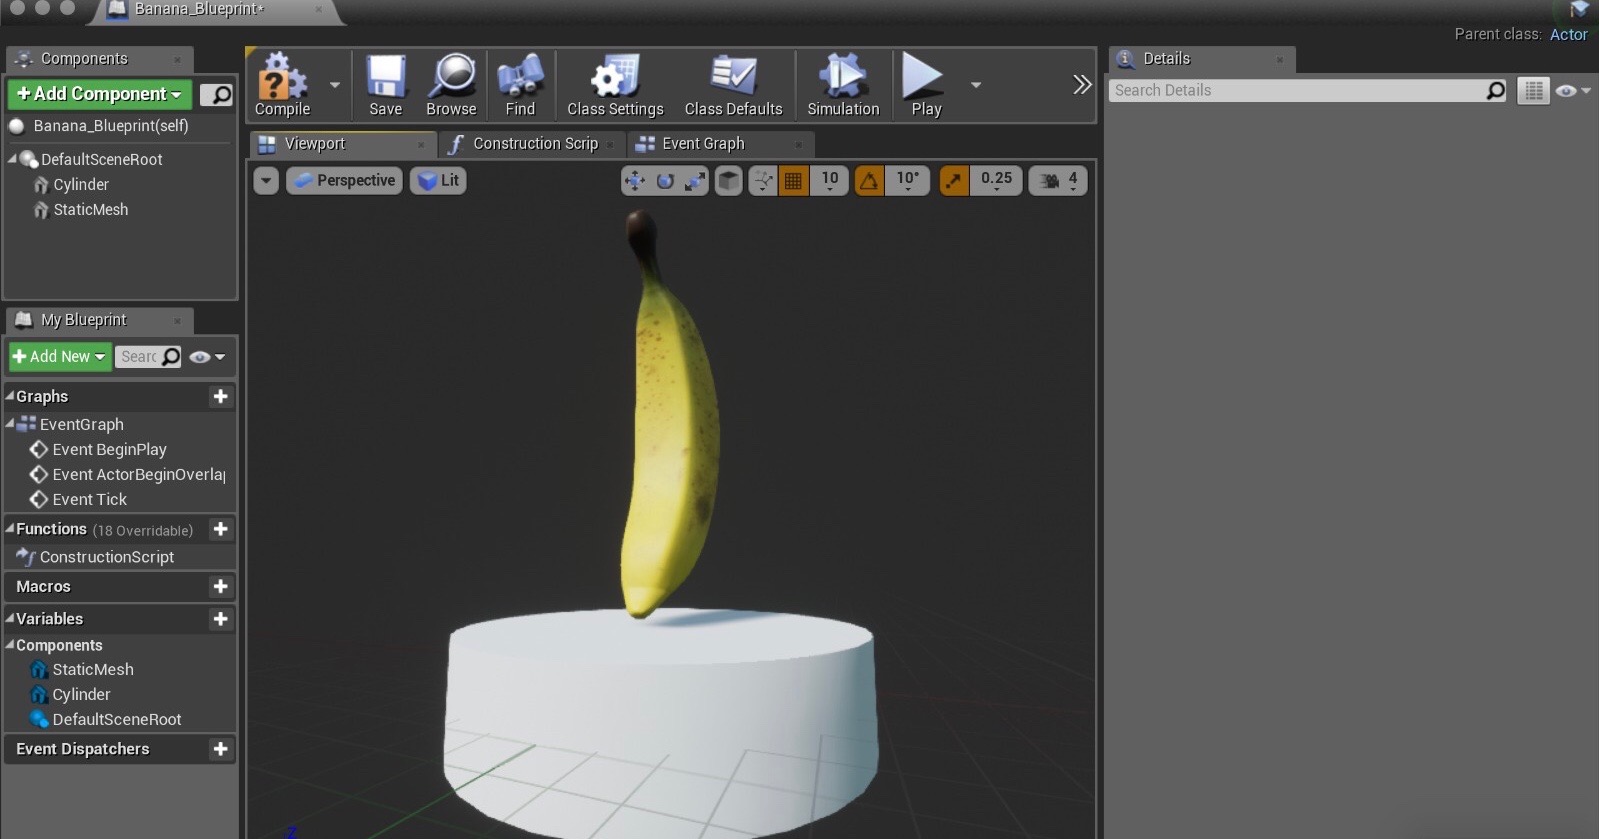 Banana_Blueprint*
Parent class: Actor
Components
Add Component
Banana_Blueprint(self)
DefaultSceneRoot
Cylinder
StaticMesh
My Blueprint
Add New
Searc
Graphs
EventGraph
Event BeginPlay
Event ActorBeginOverlap
Event Tick
Functions (18 Overridable)
ConstructionScript
Macros
Variables
Components
StaticMesh
Cylinder
DefaultSceneRoot
Event Dispatchers
Compile
Save
Browse
Find
Class Settings
Class Defaults
Simulation
Play
Viewport
Construction Scrip
Event Graph
Perspective
Lit
10
10°
0.25
4
Z
Details
Search Details